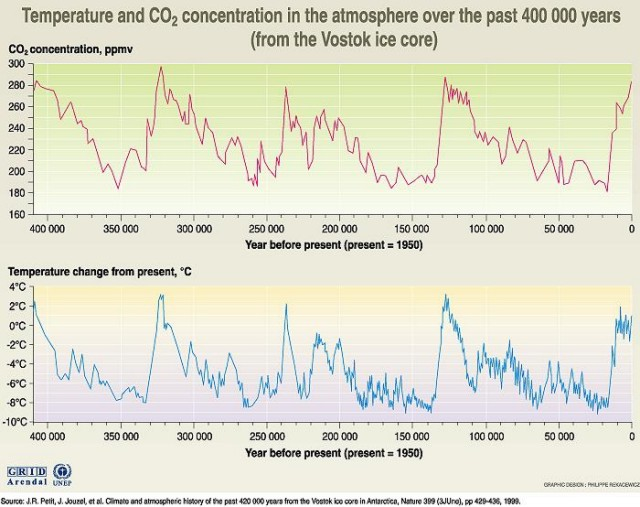 Temperature and CO₂ concentration in the atmosphere over the past 400 000 years
(from the Vostok ice core)
CO₂ concentration, ppmv
300
280
260
240
220
200
180
160
400 000 350 000 300 000 250 000 200 000 150 000 100 000 50 000 0
Year before present (present = 1950)
Temperature change from present, °C
4°C
2°C
0°C
-2°C
-4°C
-6°C
-8°C
-10°C
400 000 350 000 300 000 250 000 200 000 150 000 100 000 50 000 0
Year before present (present = 1950)
GRID
Arendal UNEP
GRAPHIC DESIGN : PHILIPPE REKACEWICZ
Source: J.R. Petit, J. Jouzel, et al. Climate and atmospheric history of the past 420 000 years from the Vostok ice core in Antarctica, Nature 399 (3JUne), pp 429-436, 1999.